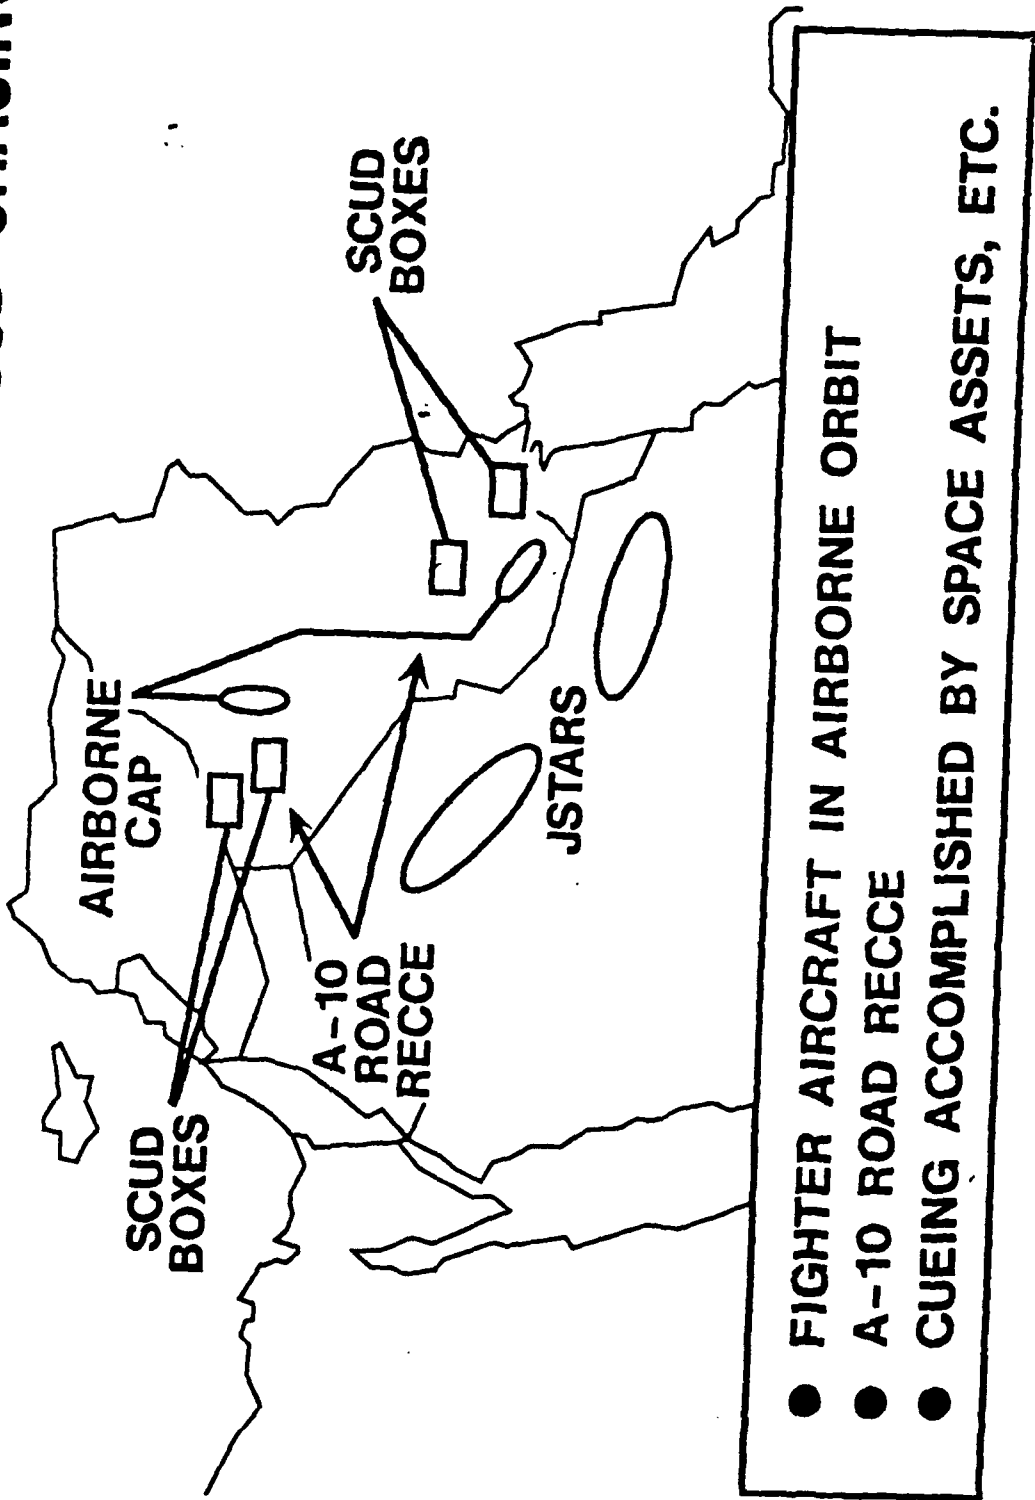 AIRBORNE
CAP
SCUD
BOXES
SCUD
BOXES
A-10
ROAD
RECCE
JSTARS
● FIGHTER AIRCRAFT IN AIRBORNE ORBIT
● A-10 ROAD RECCE
● CUEING ACCOMPLISHED BY SPACE ASSETS, ETC.